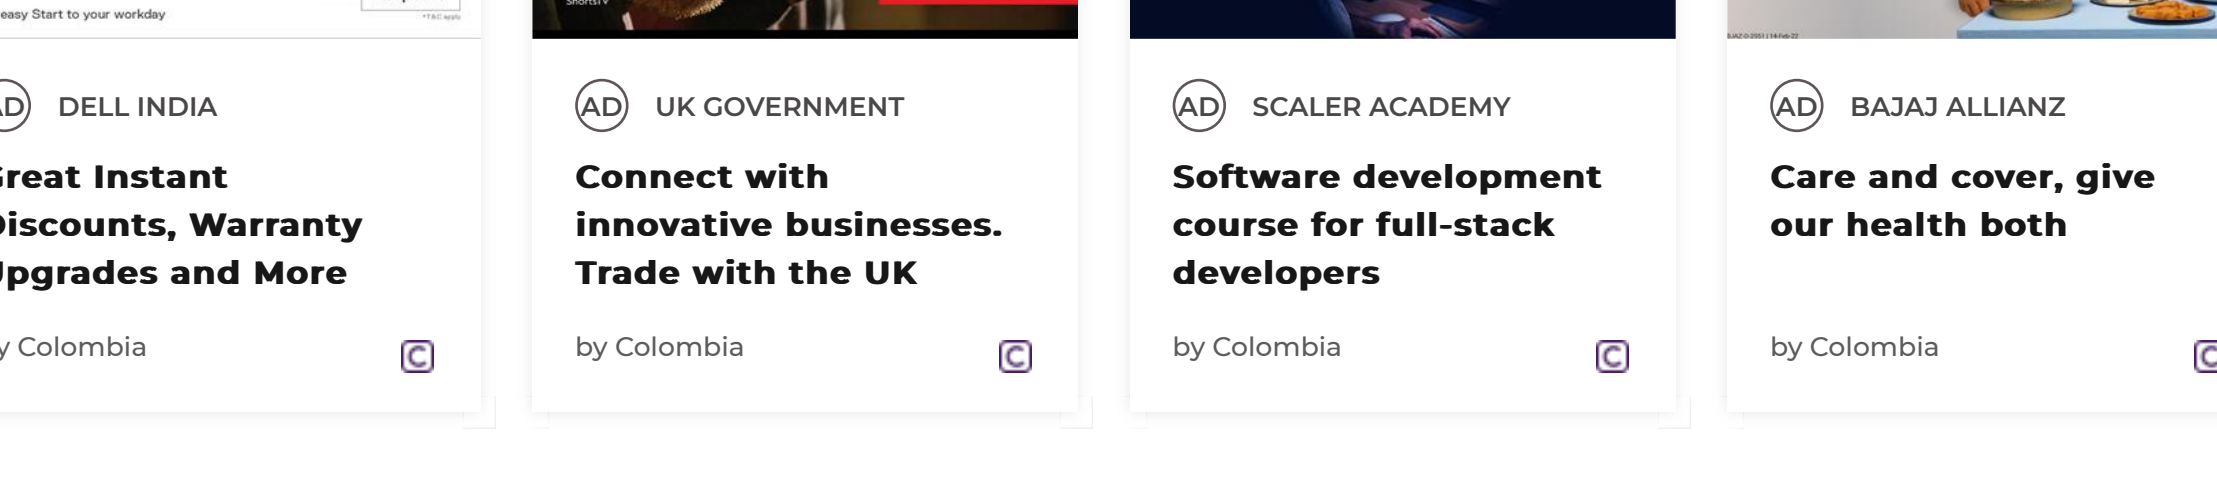 easy Start to your workday
*T&C apply
ShortsTV
AD DELL INDIA
Great Instant
Discounts, Warranty
Upgrades and More
by Colombia
C
AD UK GOVERNMENT
Connect with
innovative businesses.
Trade with the UK
by Colombia
C
AD SCALER ACADEMY
Software development
course for full-stack
developers
by Colombia
C
AD BAJAJ ALLIANZ
Care and cover, give
our health both
by Colombia
C